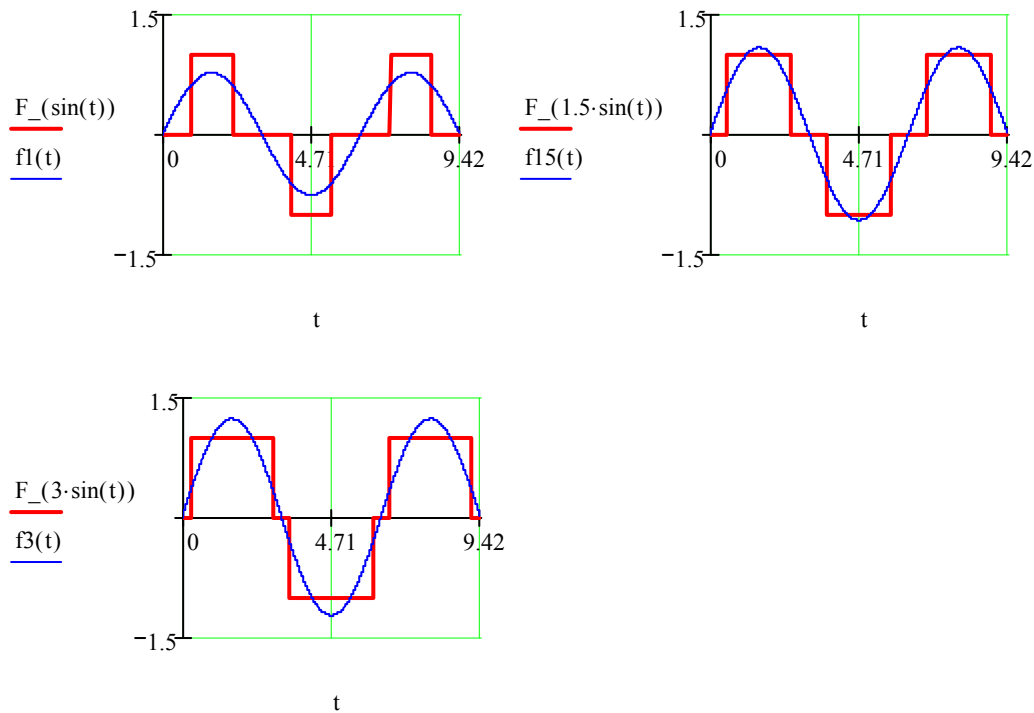 1.5
F_(sin(t))
f1(t)
0
4.71
9.42
−1.5
t
1.5
F_(1.5·sin(t))
f15(t)
0
4.71
9.42
−1.5
t
1.5
F_(3·sin(t))
f3(t)
0
4.71
9.42
−1.5
t